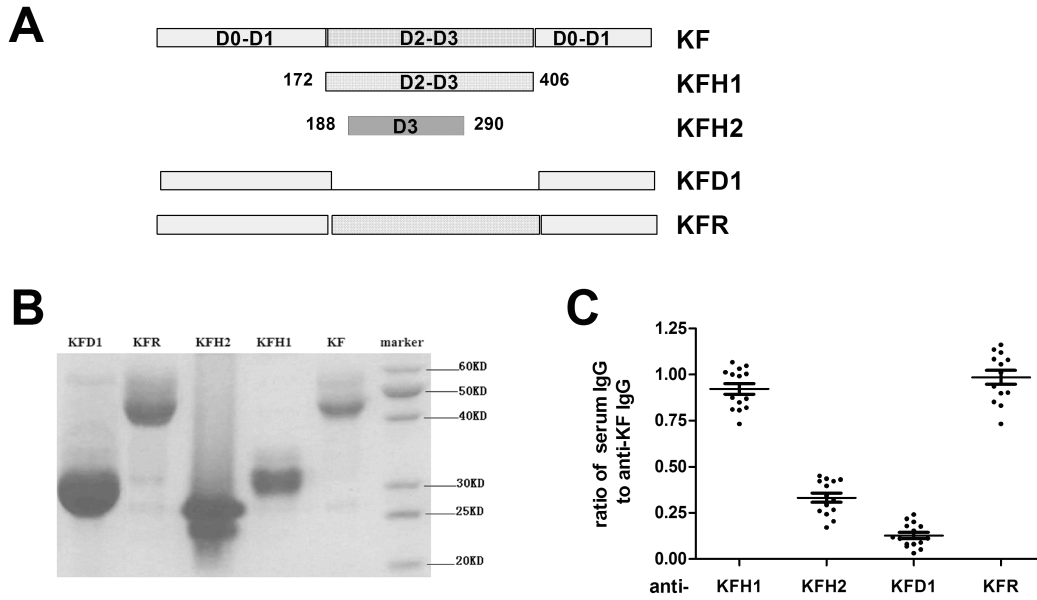 A
D0-D1 D2-D3 D0-D1 KF
172 D2-D3 406 KFH1
188 D3 290 KFH2
KFD1
KFR
B
KFD1 KFR KFH2 KFH1 KF marker
60KD
50KD
40KD
30KD
25KD
20KD
C
ratio of serum IgG
to anti-KF IgG
1.25
1.00
0.75
0.50
0.25
0.00
anti- KFH1 KFH2 KFD1 KFR